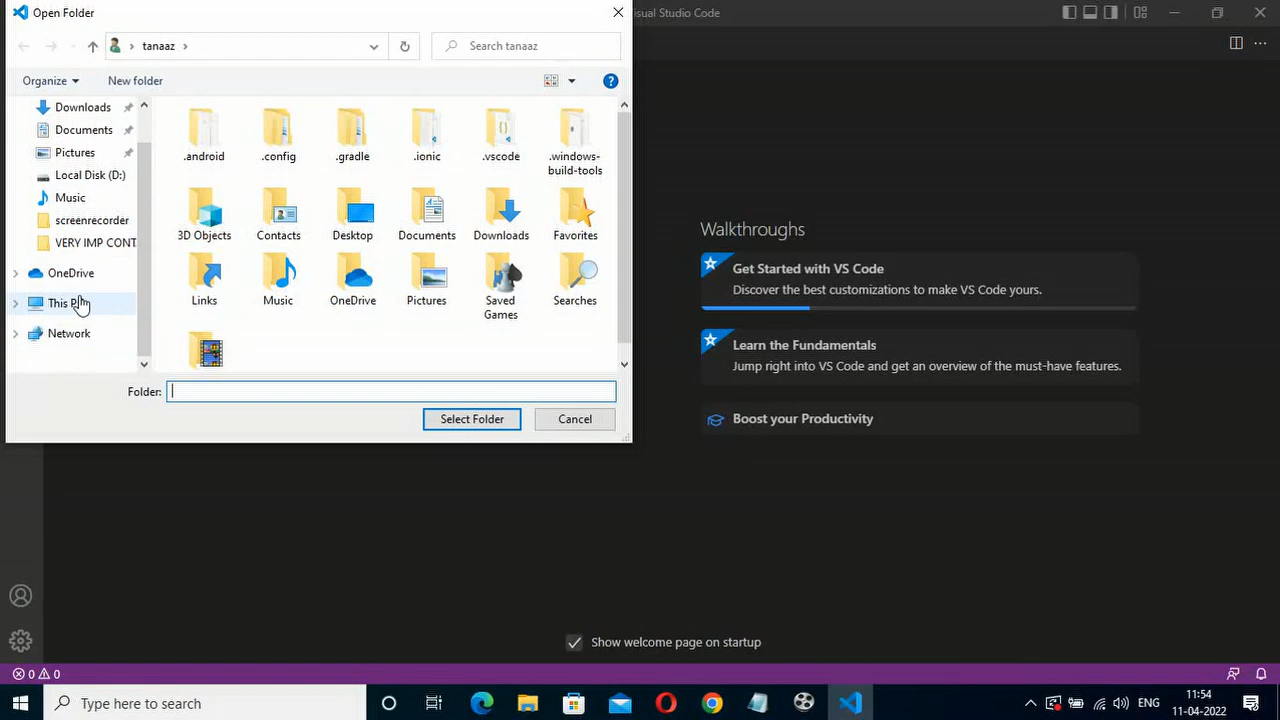 Open Folder
isual Studio Code
tanaaz
Search tanaaz
Organize
New folder
Downloads
Documents
Pictures
Local Disk (D:)
Music
screenrecorder
VERY IMP CONT
OneDrive
This
Network
.android
.config
.gradle
.ionic
.vscode
.windows-
build-tools
3D Objects
Contacts
Desktop
Documents
Downloads
Favorites
Links
Music
OneDrive
Pictures
Saved
Games
Searches
Folder:
Select Folder
Cancel
Walkthroughs
Get Started with VS Code
Discover the best customizations to make VS Code yours.
Learn the Fundamentals
Jump right into VS Code and get an overview of the must-have features.
Boost your Productivity
Show welcome page on startup
0 0
Type here to search
ENG
11:54
11-04-2022